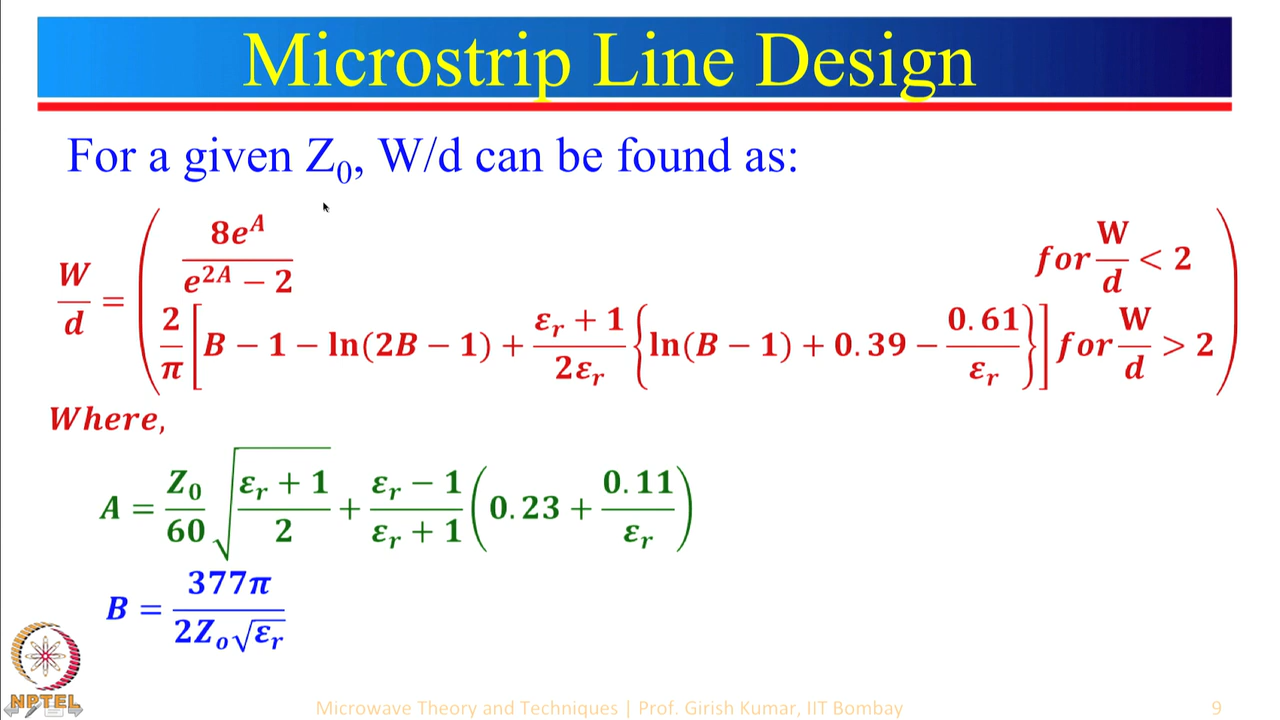 Microstrip Line Design
For a given Z₀, W/d can be found as:
W/d = ( 8e^A / (e^{2A} − 2) for W/d < 2
2/π [B − 1 − ln(2B − 1) + (εr + 1)/(2εr) {ln(B − 1) + 0.39 − 0.61/εr}] for W/d > 2 )
Where,
A = Z₀/60 √((εr + 1)/2) + (εr − 1)/(εr + 1) (0.23 + 0.11/εr)
B = 377π / (2Zₒ√εr)
NPTEL
Microwave Theory and Techniques | Prof. Girish Kumar, IIT Bombay
9